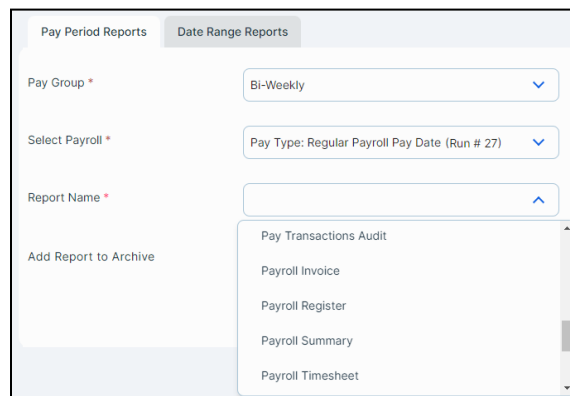 Pay Period Reports Date Range Reports
Pay Group * Bi-Weekly
Select Payroll * Pay Type: Regular Payroll Pay Date (Run # 27)
Report Name *
Pay Transactions Audit
Add Report to Archive
Payroll Invoice
Payroll Register
Payroll Summary
Payroll Timesheet